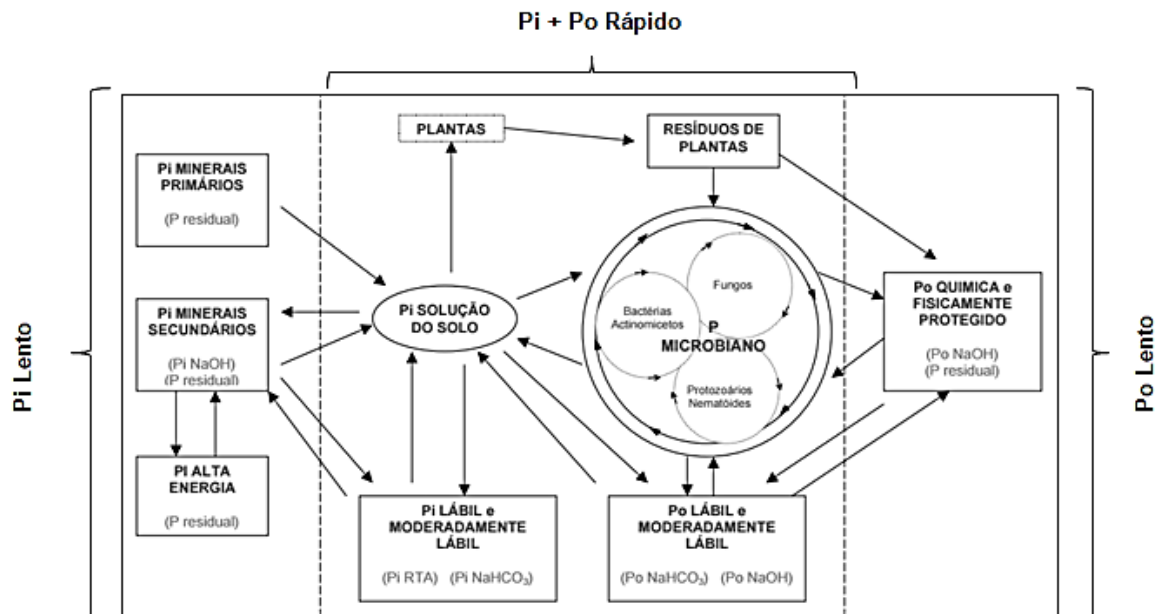 Pi + Po Rápido
PLANTAS
RESÍDUOS DE
PLANTAS
Pi MINERAIS
PRIMÁRIOS
(P residual)
Pi MINERAIS
SECUNDÁRIOS
(Pi NaOH)
(P residual)
PI ALTA
ENERGIA
(P residual)
Pi SOLUÇÃO
DO SOLO
Fungos
Bactérias
Actinomicetos
P
MICROBIANO
Protozoários
Nematóides
Po QUIMICA e
FISICAMENTE
PROTEGIDO
(Po NaOH)
(P residual)
Pi LÁBIL e
MODERADAMENTE
LÁBIL
(Pi RTA) (Pi NaHCO₃)
Po LÁBIL e
MODERADAMENTE
LÁBIL
(Po NaHCO₃) (Po NaOH)
Pi Lento
Po Lento